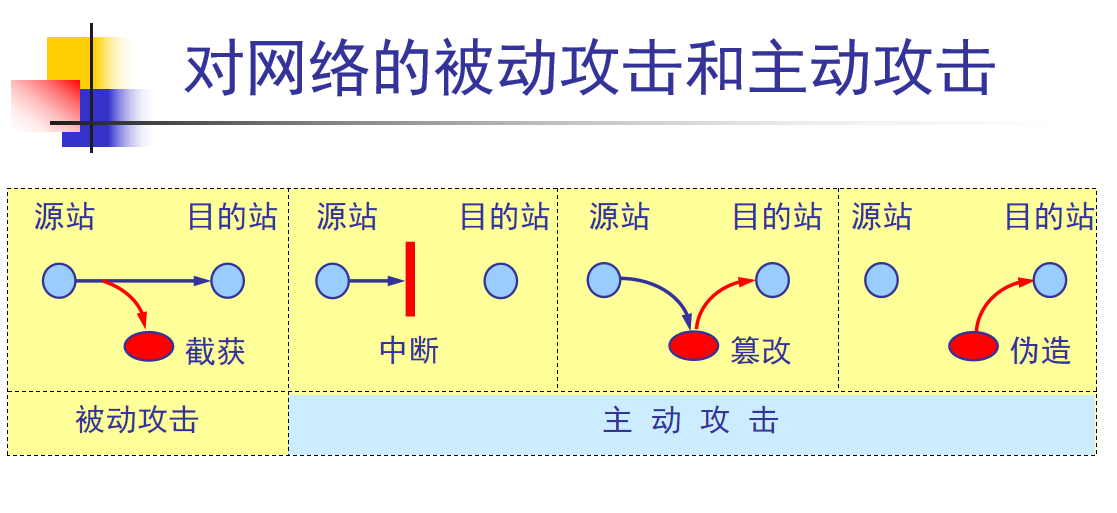 对网络的被动攻击和主动攻击
源站 目的站 源站 目的站 源站 目的站 源站 目的站
截获 中断 篡改 伪造
被动攻击 主 动 攻 击